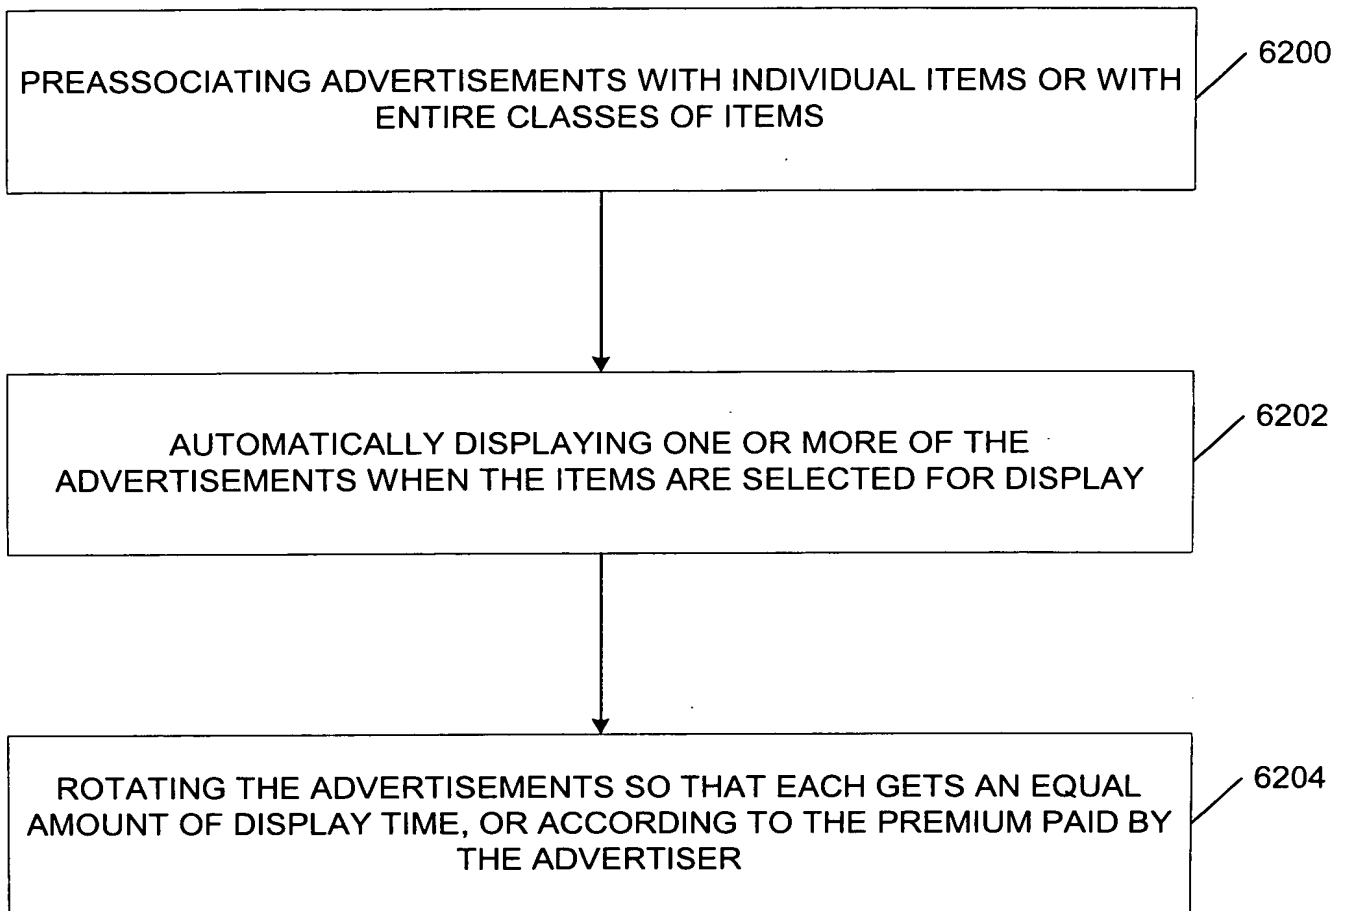 6200
PREASSOCIATING ADVERTISEMENTS WITH INDIVIDUAL ITEMS OR WITH
ENTIRE CLASSES OF ITEMS
6202
AUTOMATICALLY DISPLAYING ONE OR MORE OF THE
ADVERTISEMENTS WHEN THE ITEMS ARE SELECTED FOR DISPLAY
6204
ROTATING THE ADVERTISEMENTS SO THAT EACH GETS AN EQUAL
AMOUNT OF DISPLAY TIME, OR ACCORDING TO THE PREMIUM PAID BY
THE ADVERTISER